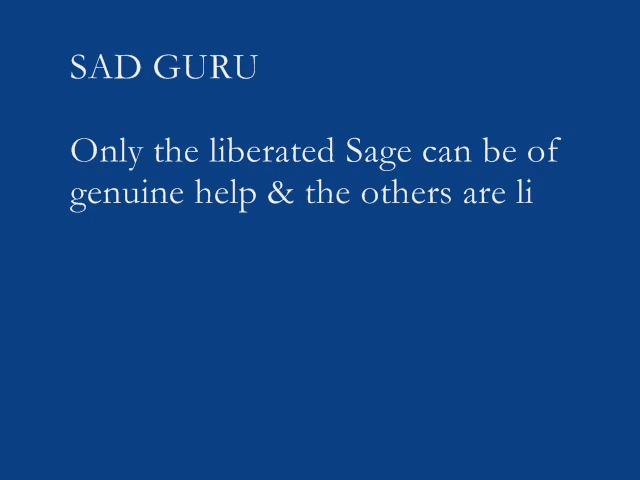 SAD GURU
Only the liberated Sage can be of
genuine help & the others are li